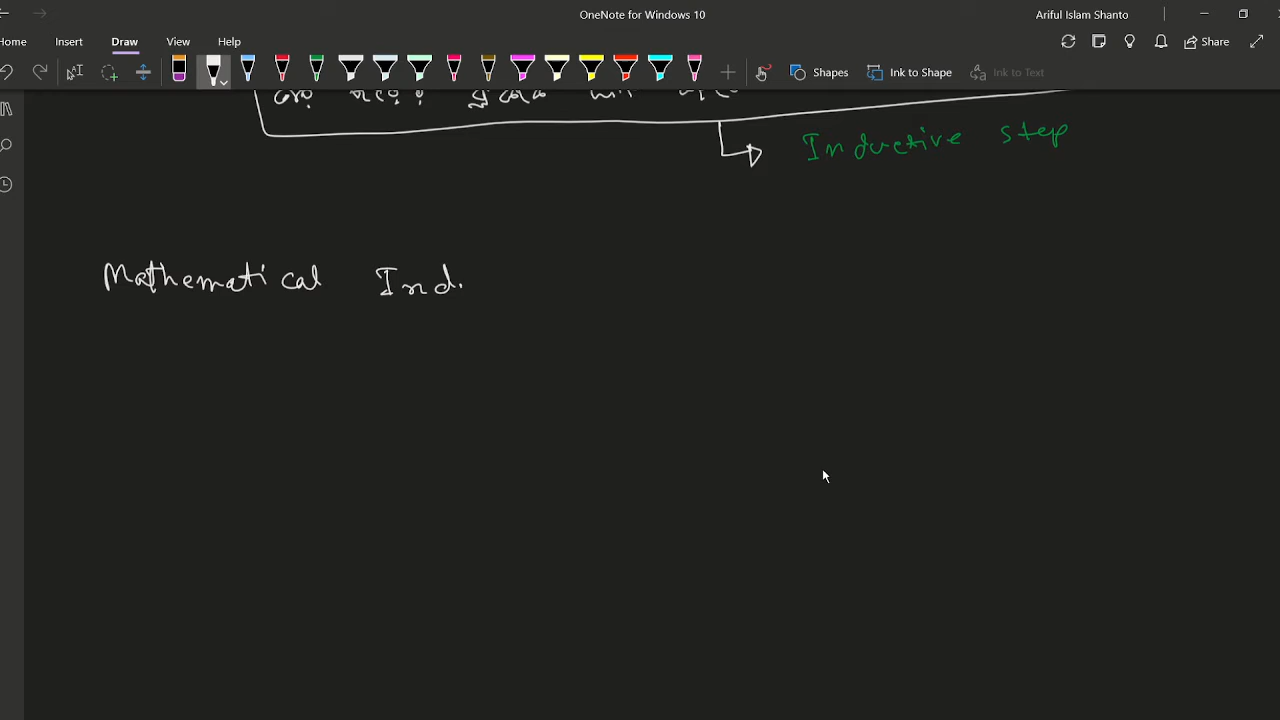 OneNote for Windows 10
Ariful Islam Shanto
Home Insert Draw View Help
Share
Shapes Ink to Shape Ink to Text
Inductive step
Mathematical Ind.